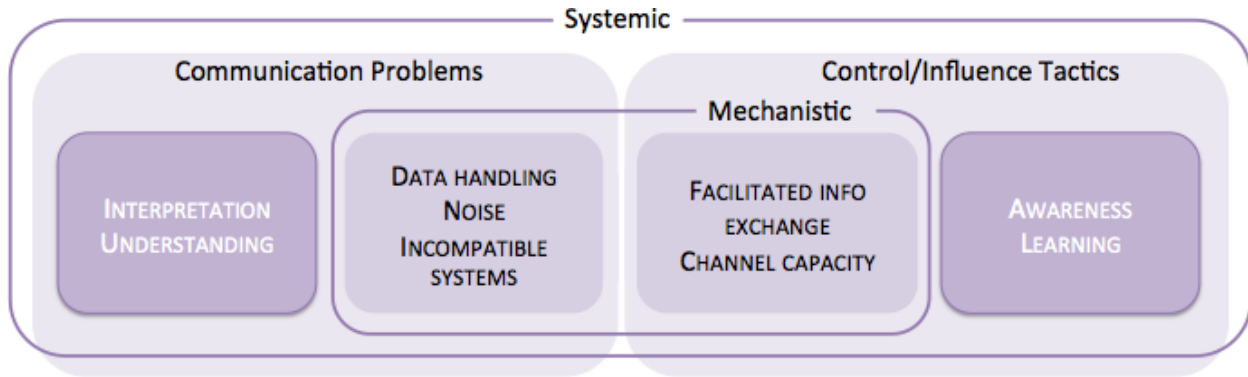 Systemic
Communication Problems
Control/Influence Tactics
Mechanistic
INTERPRETATION
UNDERSTANDING
DATA HANDLING
NOISE
INCOMPATIBLE
SYSTEMS
FACILITATED INFO
EXCHANGE
CHANNEL CAPACITY
AWARENESS
LEARNING